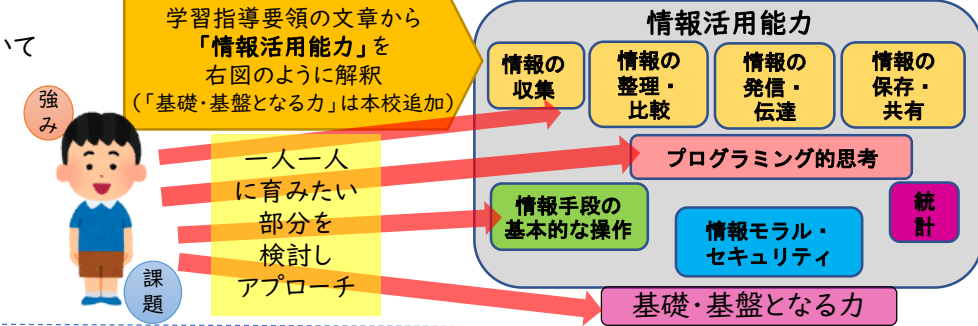 いて
学習指導要領の文章から
「情報活用能力」を
右図のように解釈
（「基礎・基盤となる力」は本校追加）
強
み
課
題
一人一人
に育みたい
部分を
検討し
アプローチ
情報活用能力
情報の
収集
情報の
整理・
比較
情報の
発信・
伝達
情報の
保存・
共有
プログラミング的思考
情報手段の
基本的な操作
情報モラル・
セキュリティ
統
計
基礎・基盤となる力